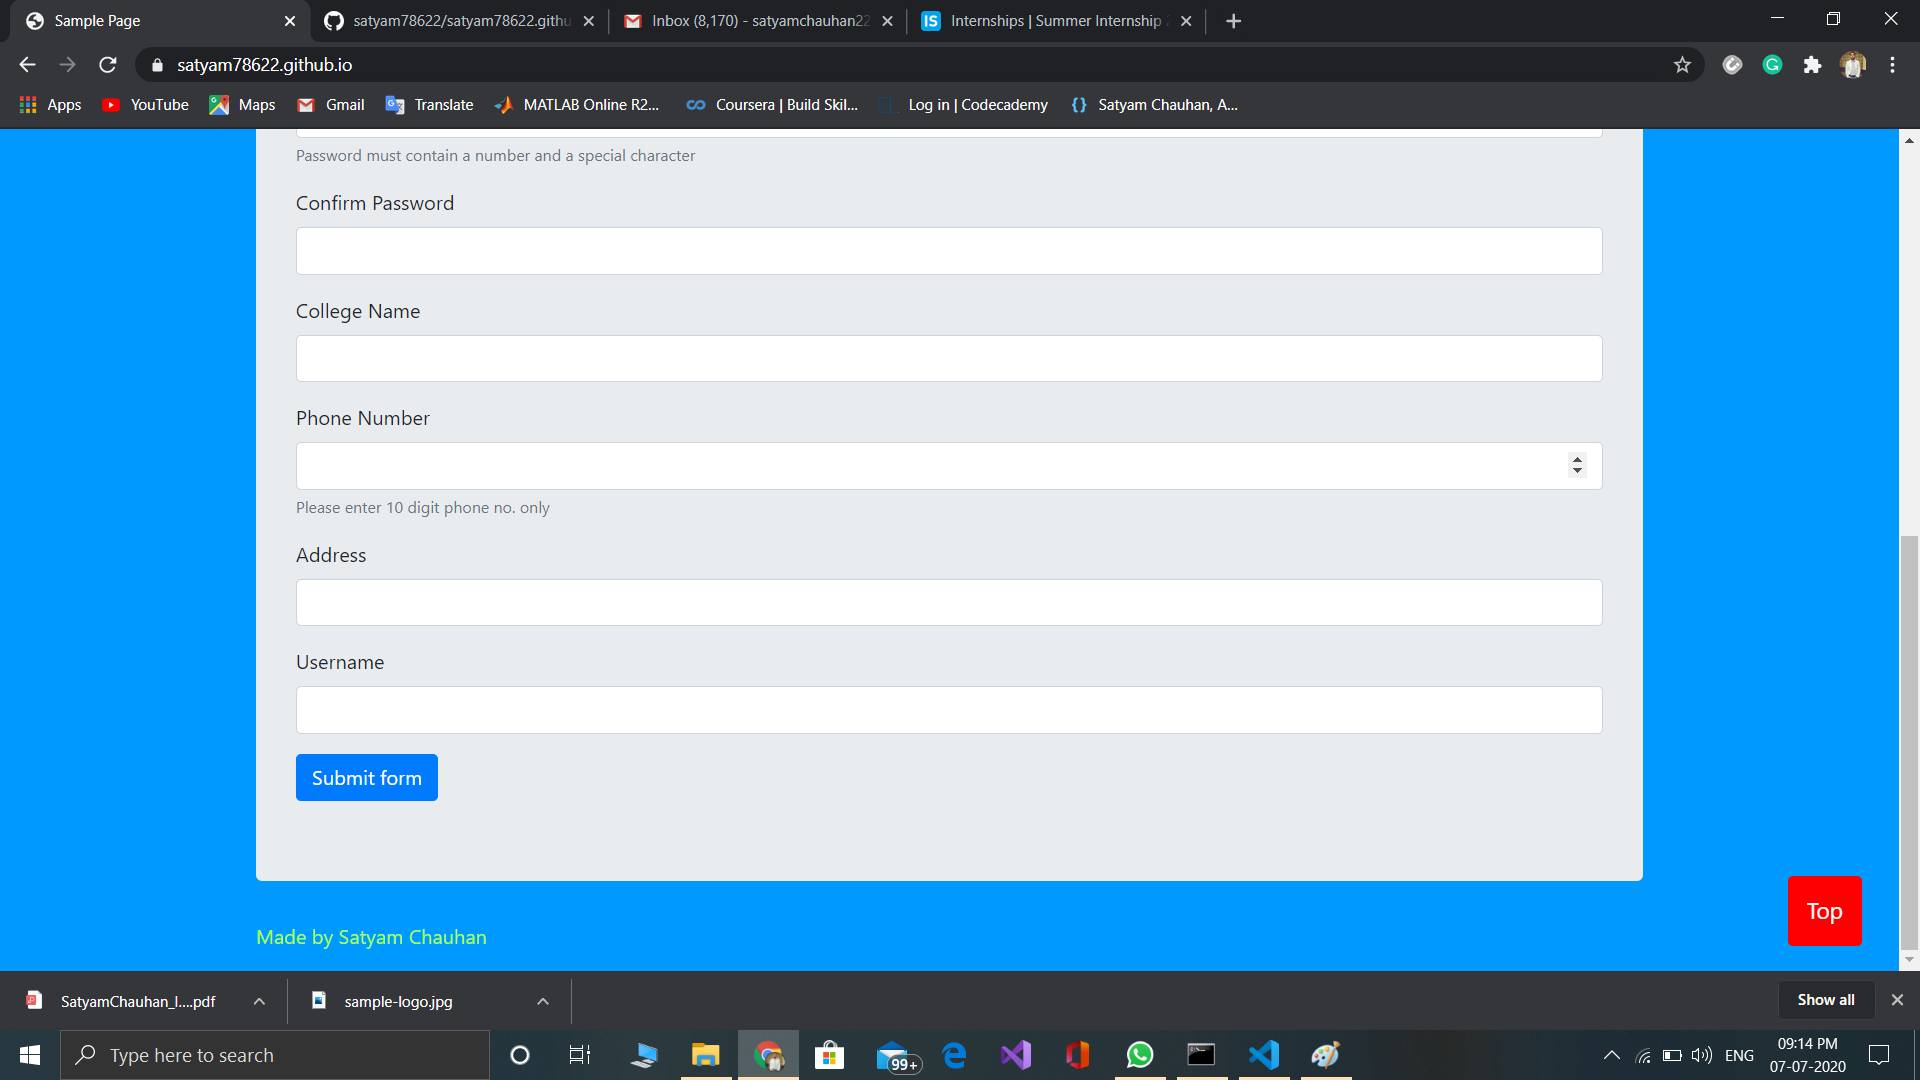 Sample Page
satyam78622/satyam78622.githu
Inbox (8,170) - satyamchauhan22
IS Internships | Summer Internship 2
satyam78622.github.io
Apps
YouTube
Maps
Gmail
Translate
MATLAB Online R2...
Coursera | Build Skil...
Log in | Codecademy
Satyam Chauhan, A...
Password must contain a number and a special character
Confirm Password
College Name
Phone Number
Please enter 10 digit phone no. only
Address
Username
Submit form
Top
Made by Satyam Chauhan
SatyamChauhan_I....pdf
sample-logo.jpg
Show all
Type here to search
99+
ENG
09:14 PM
07-07-2020